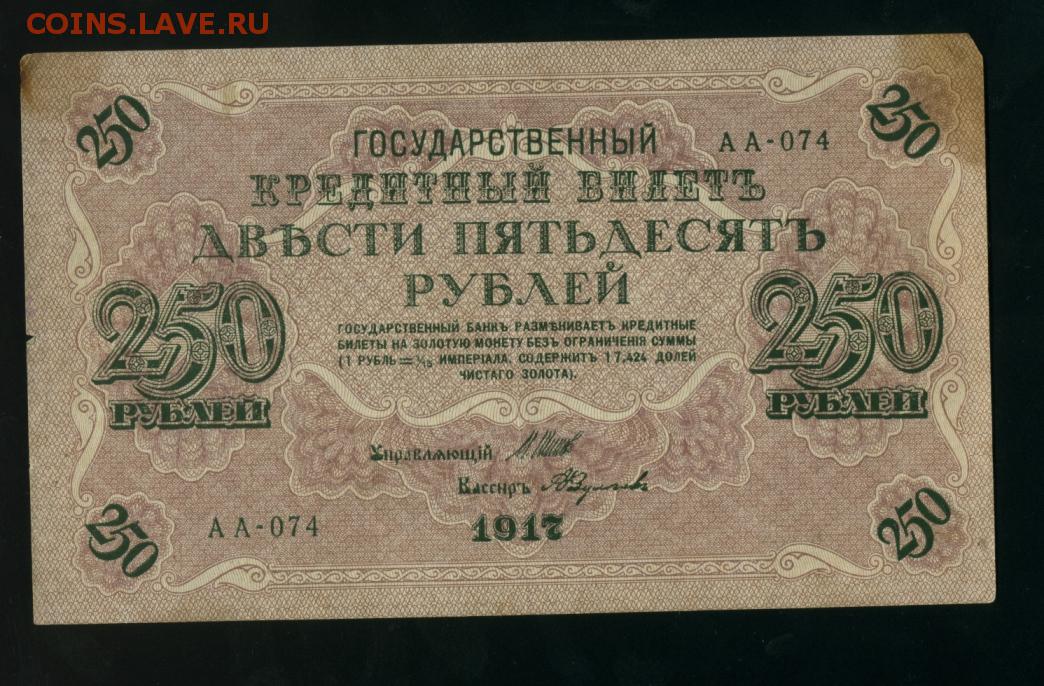 COINS.LAVE.RU
250
250
ГОСУДАРСТВЕННЫЙ
АА-074
КРЕДИТНЫЙ БИЛЕТЪ
ДВѢСТИ ПЯТЬДЕСЯТЪ
РУБЛЕЙ
250
РУБЛЕЙ
ГОСУДАРСТВЕННЫЙ БАНКЪ РАЗМѢНИВАЕТЪ КРЕДИТНЫЕ
БИЛЕТЫ НА ЗОЛОТУЮ МОНЕТУ БЕЗЪ ОГРАНИЧЕНІЯ СУММЫ
(1 РУБЛЬ = 1/15 ИМПЕРІАЛА, СОДЕРЖИТЪ 17,424 ДОЛЕЙ
ЧИСТАГО ЗОЛОТА).
250
РУБЛЕЙ
Управляющій
Кассиръ
1917
АА-074
250
250